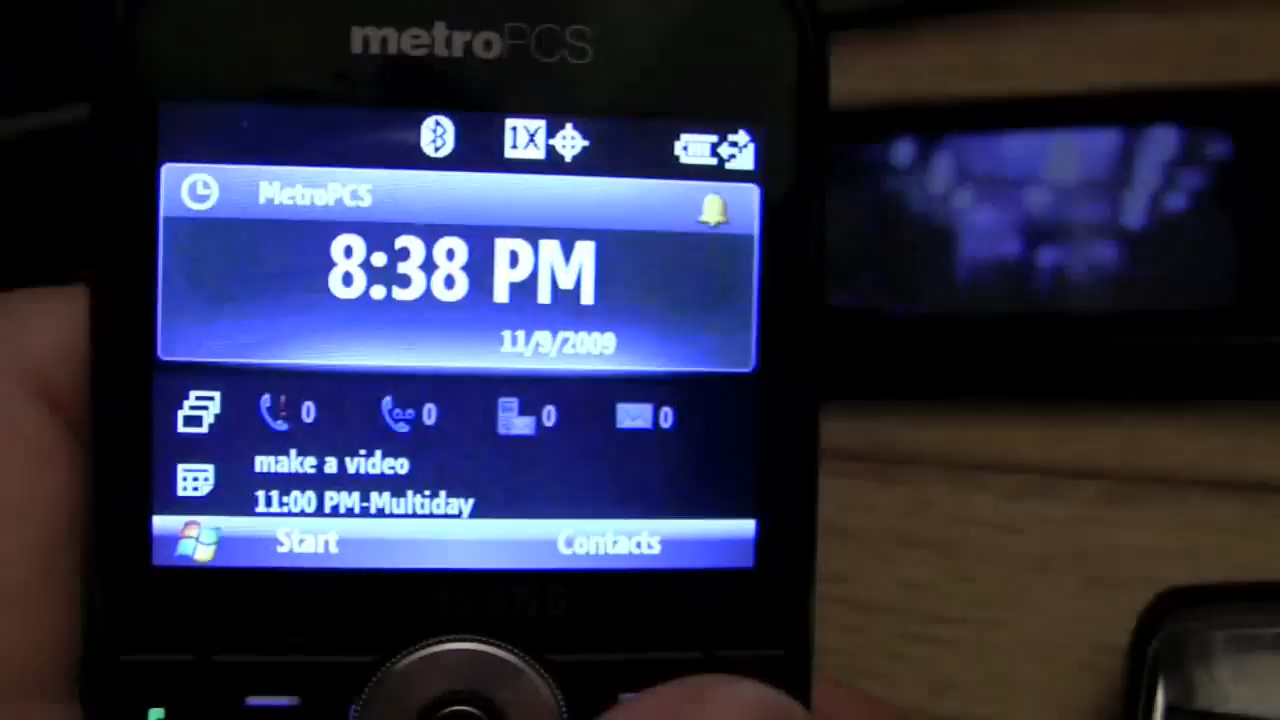 metroPCS
1X
MetroPCS
8:38 PM
11/9/2009
0 0 0 0
make a video
11:00 PM-Multiday
Start Contacts